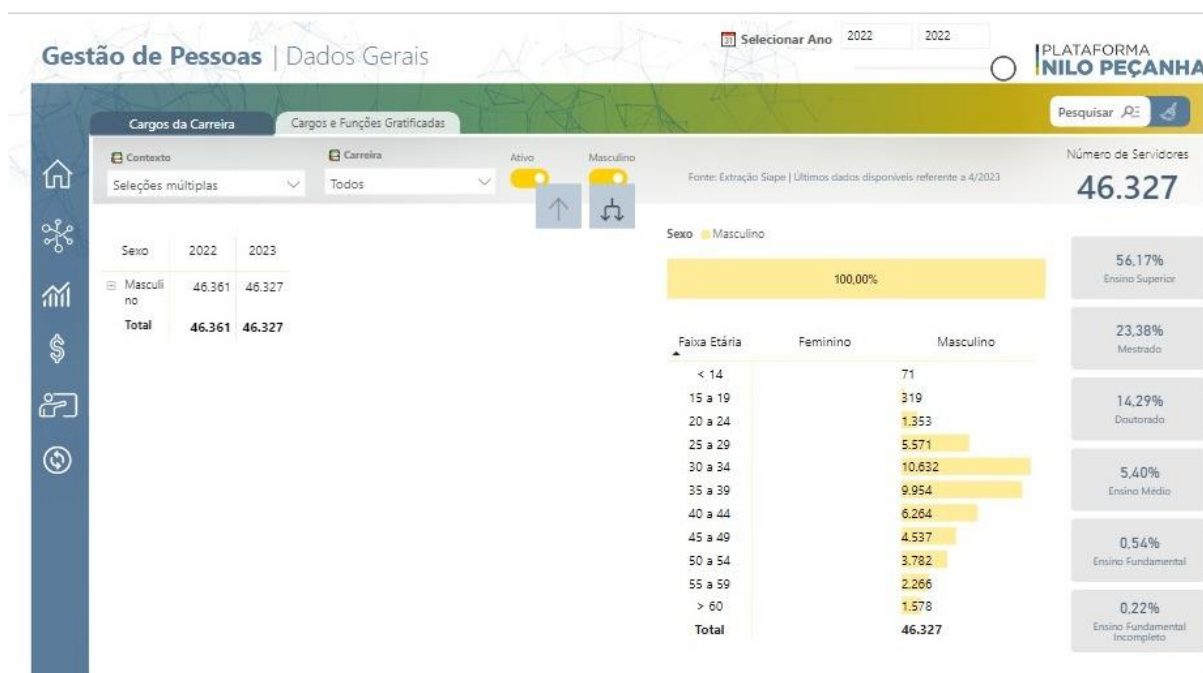 Gestão de Pessoas | Dados Gerais
31 Selecionar Ano 2022 2022
PLATAFORMA
NILO PEÇANHA
Cargos da Carreira Cargos e Funções Gratificadas
Pesquisar
Contexto Carreira Ativo Masculino
Seleções múltiplas Todos
Fonte: Extração Siape | Últimos dados disponíveis referente a 4/2023
Número de Servidores
46.327
Sexo 2022 2023
Masculi
no 46.361 46.327
Total 46.361 46.327
Sexo Masculino
100,00%
Faixa Etária Feminino Masculino
< 14 71
15 a 19 319
20 a 24 1.353
25 a 29 5.571
30 a 34 10.632
35 a 39 9.954
40 a 44 6.264
45 a 49 4.537
50 a 54 3.782
55 a 59 2.266
> 60 1.578
Total 46.327
56,17%
Ensino Superior
23,38%
Mestrado
14,29%
Doutorado
5,40%
Ensino Médio
0,54%
Ensino Fundamental
0,22%
Ensino Fundamental
Incompleto